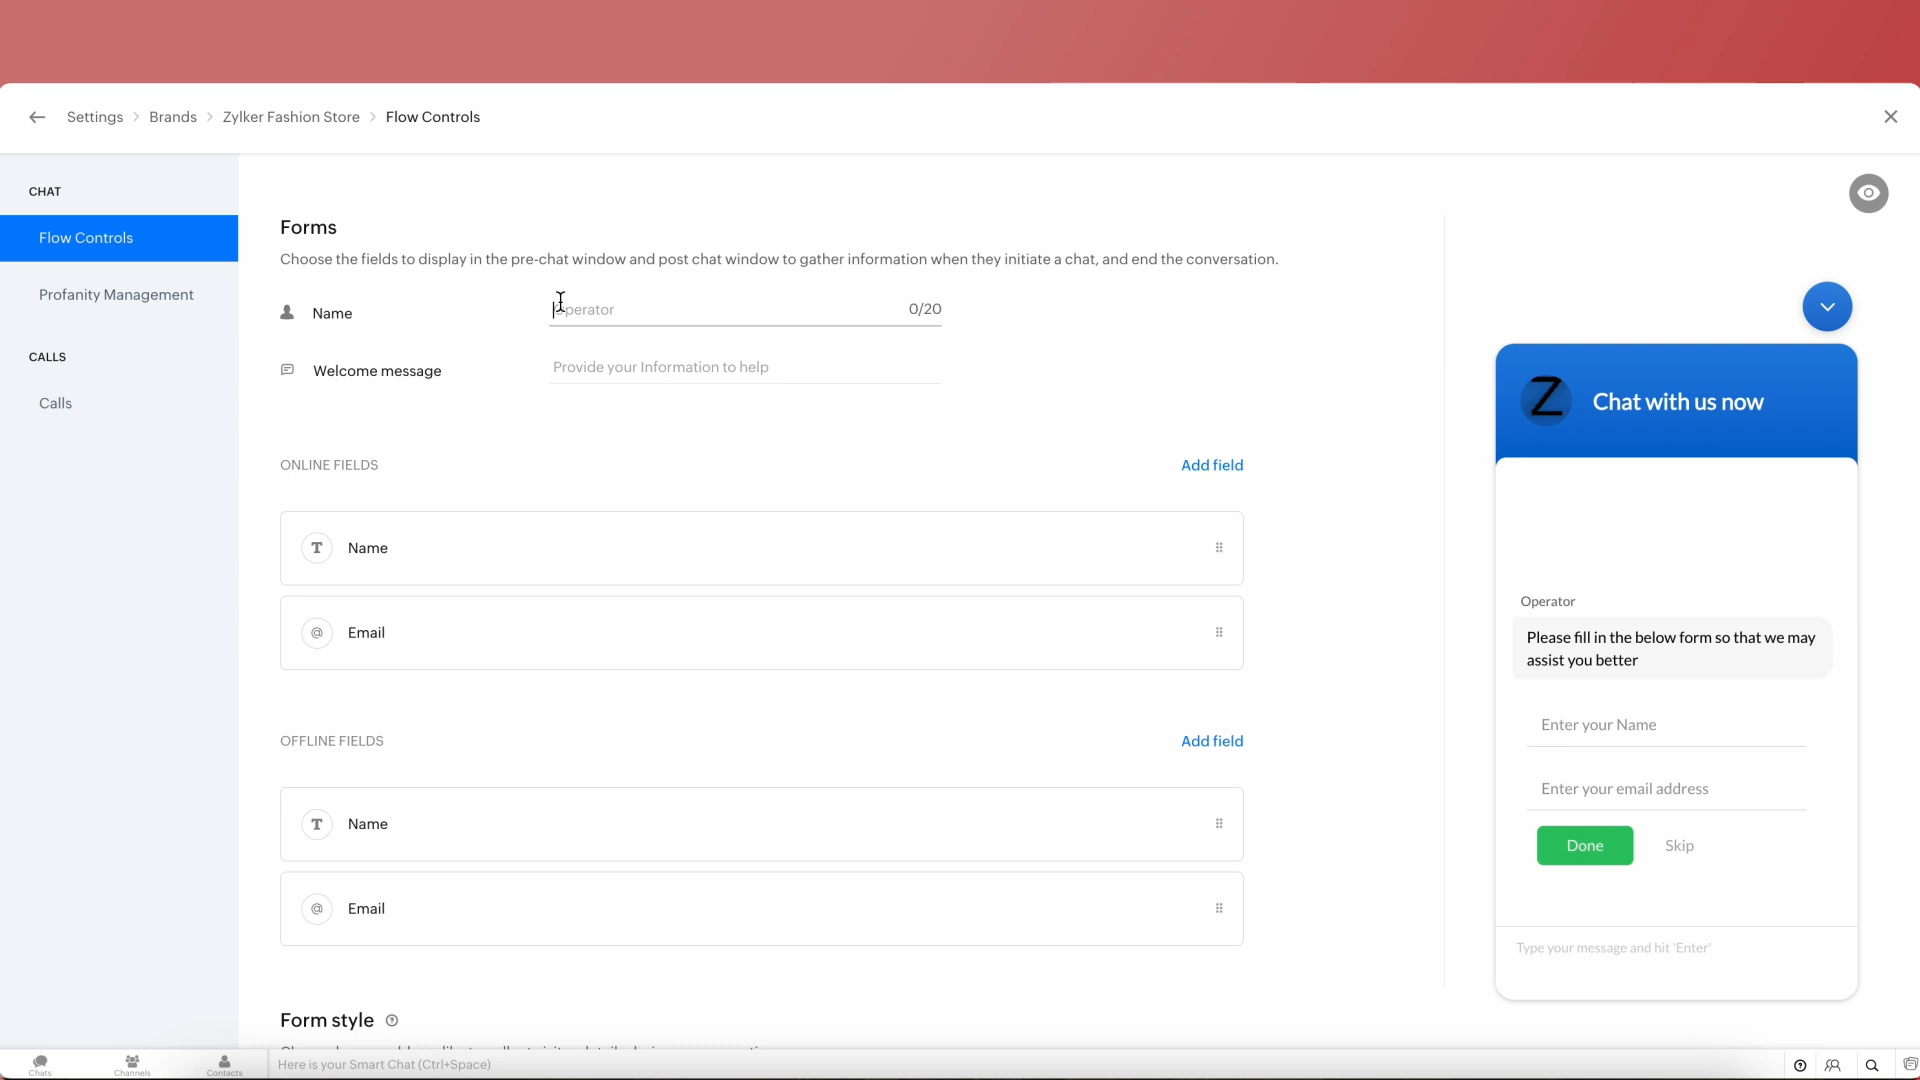 Settings > Brands > Zylker Fashion Store > Flow Controls
CHAT
Flow Controls
Profanity Management
CALLS
Calls
Forms
Choose the fields to display in the pre-chat window and post chat window to gather information when they initiate a chat, and end the conversation.
Name
Operator
0/20
Welcome message
Provide your Information to help
ONLINE FIELDS
Add field
T Name
@ Email
OFFLINE FIELDS
Add field
T Name
@ Email
Form style
Z
Chat with us now
Operator
Please fill in the below form so that we may
assist you better
Enter your Name
Enter your email address
Done
Skip
Type your message and hit 'Enter'
Chats
Channels
Contacts
Here is your Smart Chat (Ctrl+Space)